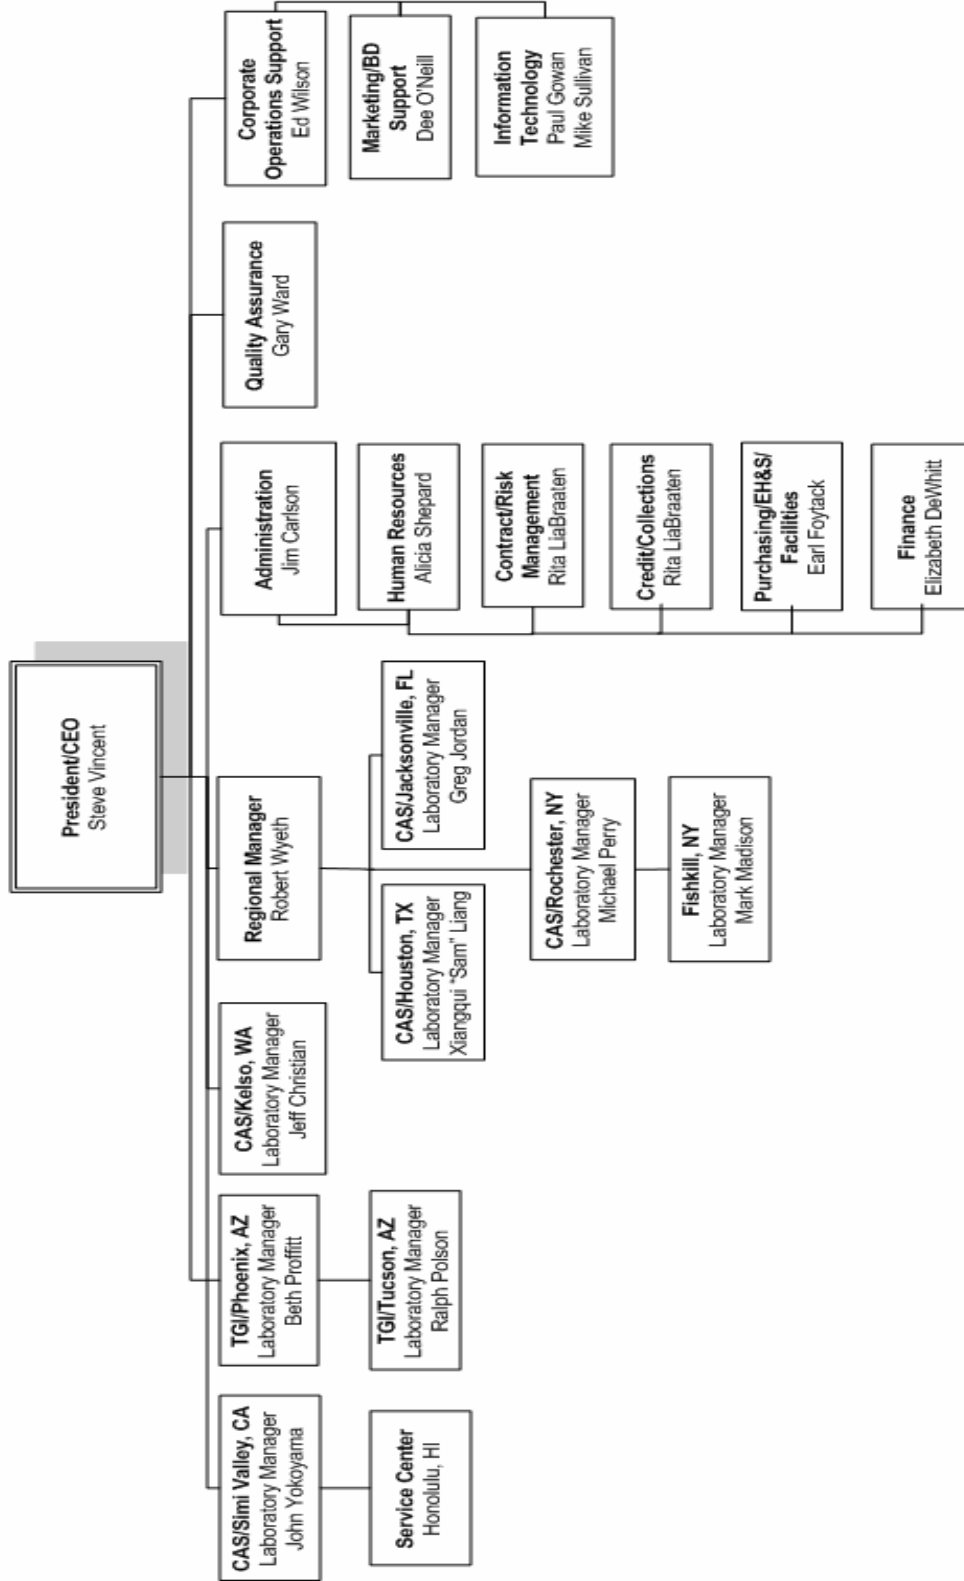 President/CEO
Steve Vincent
CAS/Simi Valley, CA
Laboratory Manager
John Yokoyama
Service Center
Honolulu, HI
TGI/Phoenix, AZ
Laboratory Manager
Beth Proffitt
TGI/Tucson, AZ
Laboratory Manager
Ralph Polson
CAS/Kelso, WA
Laboratory Manager
Jeff Christian
Regional Manager
Robert Wyeth
CAS/Houston, TX
Laboratory Manager
Xiangqui "Sam" Liang
CAS/Jacksonville, FL
Laboratory Manager
Greg Jordan
CAS/Rochester, NY
Laboratory Manager
Michael Perry
Fishkill, NY
Laboratory Manager
Mark Madison
Administration
Jim Carlson
Human Resources
Alicia Shepard
Contract/Risk
Management
Rita LiaBraaten
Credit/Collections
Rita LiaBraaten
Purchasing/EH&S/
Facilities
Earl Foytack
Finance
Elizabeth DeWhitt
Quality Assurance
Gary Ward
Corporate
Operations Support
Ed Wilson
Marketing/BD
Support
Dee O'Neill
Information
Technology
Paul Gowan
Mike Sullivan